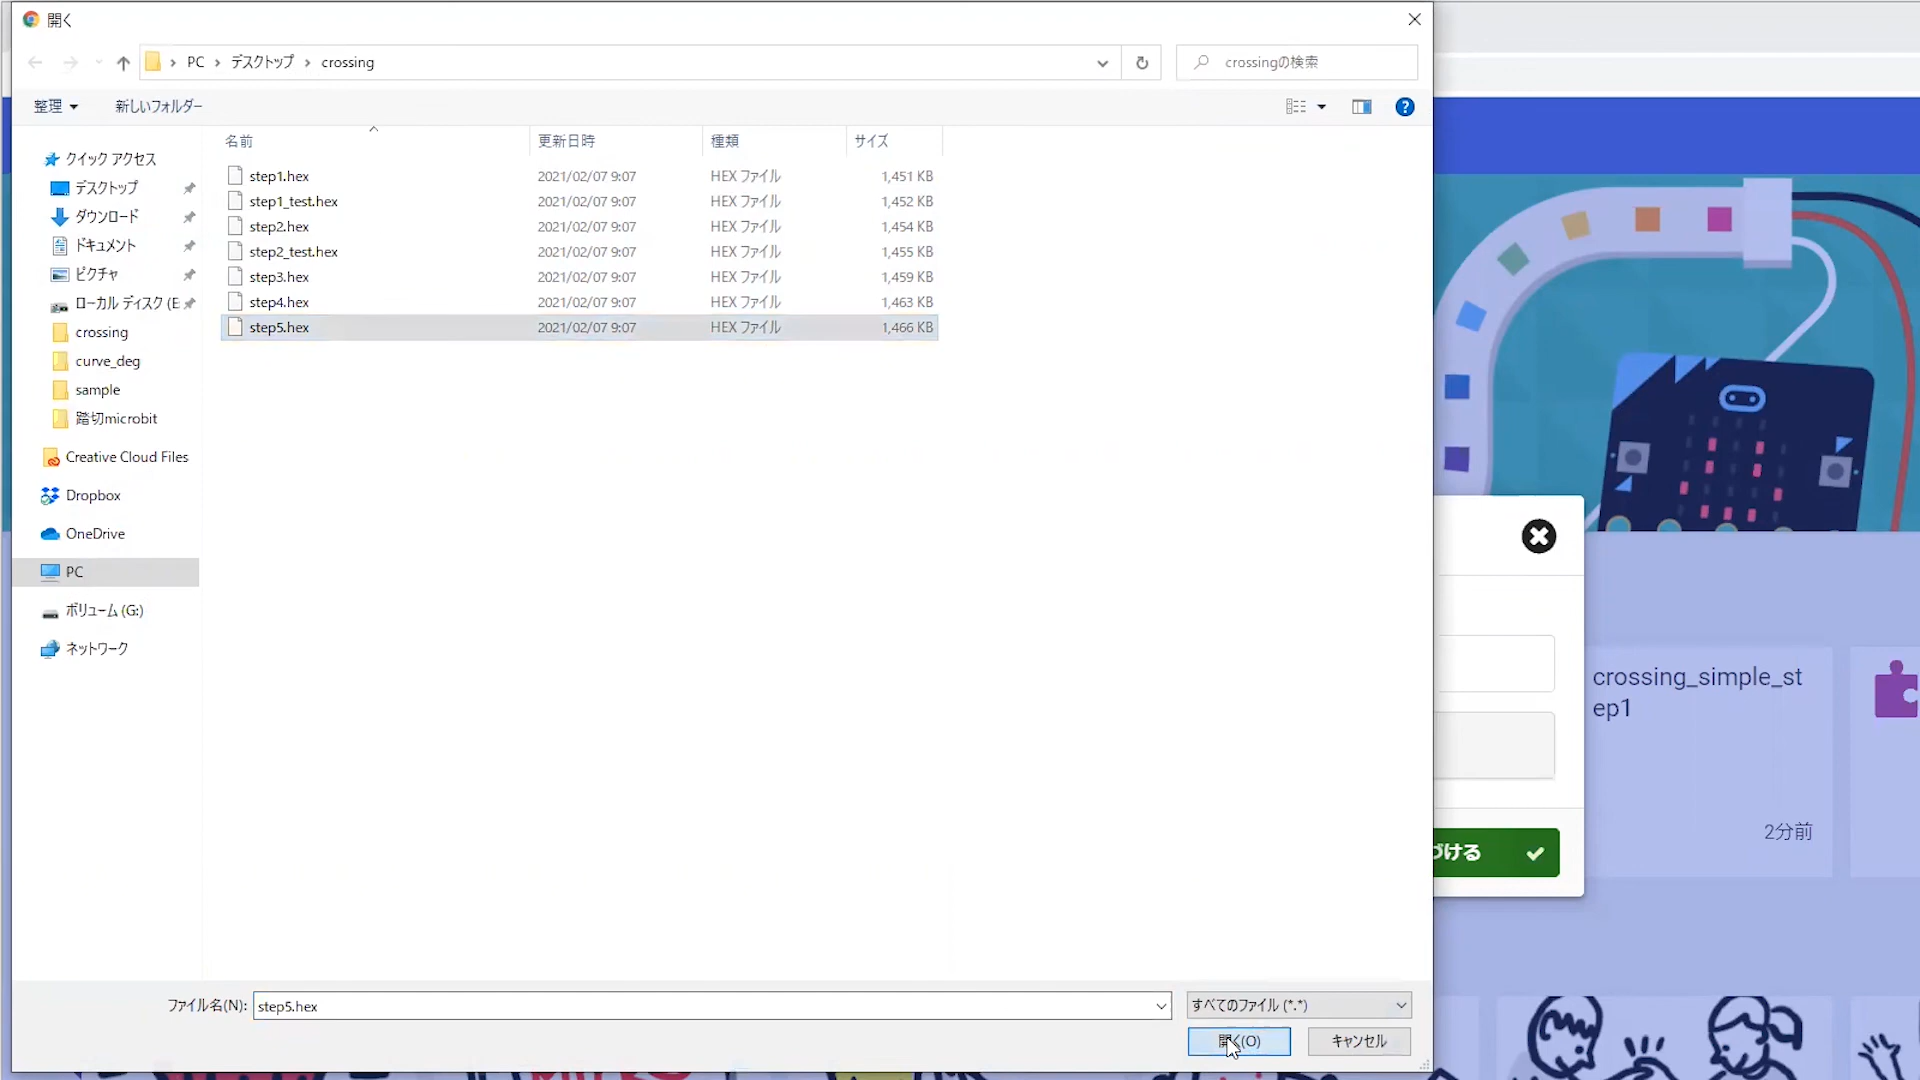 開く
PC › デスクトップ › crossing
crossingの検索
整理
新しいフォルダー
名前 更新日時 種類 サイズ
step1.hex 2021/02/07 9:07 HEX ファイル 1,451 KB
step1_test.hex 2021/02/07 9:07 HEX ファイル 1,452 KB
step2.hex 2021/02/07 9:07 HEX ファイル 1,454 KB
step2_test.hex 2021/02/07 9:07 HEX ファイル 1,455 KB
step3.hex 2021/02/07 9:07 HEX ファイル 1,459 KB
step4.hex 2021/02/07 9:07 HEX ファイル 1,463 KB
step5.hex 2021/02/07 9:07 HEX ファイル 1,466 KB
クイック アクセス
デスクトップ
ダウンロード
ドキュメント
ピクチャ
ローカル ディスク (E
crossing
curve_deg
sample
踏切microbit
Creative Cloud Files
Dropbox
OneDrive
PC
ボリューム (G:)
ネットワーク
ファイル名(N): step5.hex
すべてのファイル (*.*)
開く(O)
キャンセル
crossing_simple_st
ep1
2分前
づける